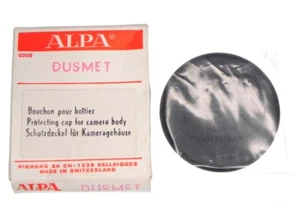 ALPA®
CODE
DUSMET
Bouchon pour boîtier
Protecting cap for camera body
Schutzdeckel für Kameragehäuse
PIGNONS SA CH-1338 BALLAIGUES
MADE IN SWITZERLAND
ALPA DUSMET
SWITZERLAND